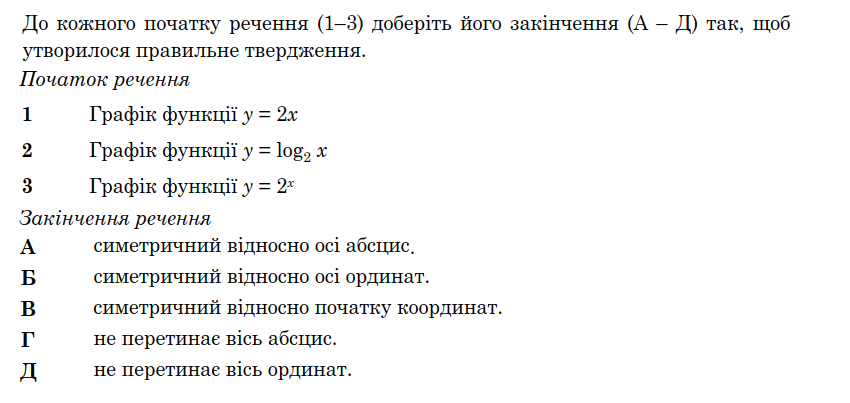 До кожного початку речення (1–3) доберіть його закінчення (А – Д) так, щоб
утворилося правильне твердження.
Початок речення
1 Графік функції y = 2x
2 Графік функції y = log₂ x
3 Графік функції y = 2ˣ
Закінчення речення
А симетричний відносно осі абсцис.
Б симетричний відносно осі ординат.
В симетричний відносно початку координат.
Г не перетинає вісь абсцис.
Д не перетинає вісь ординат.